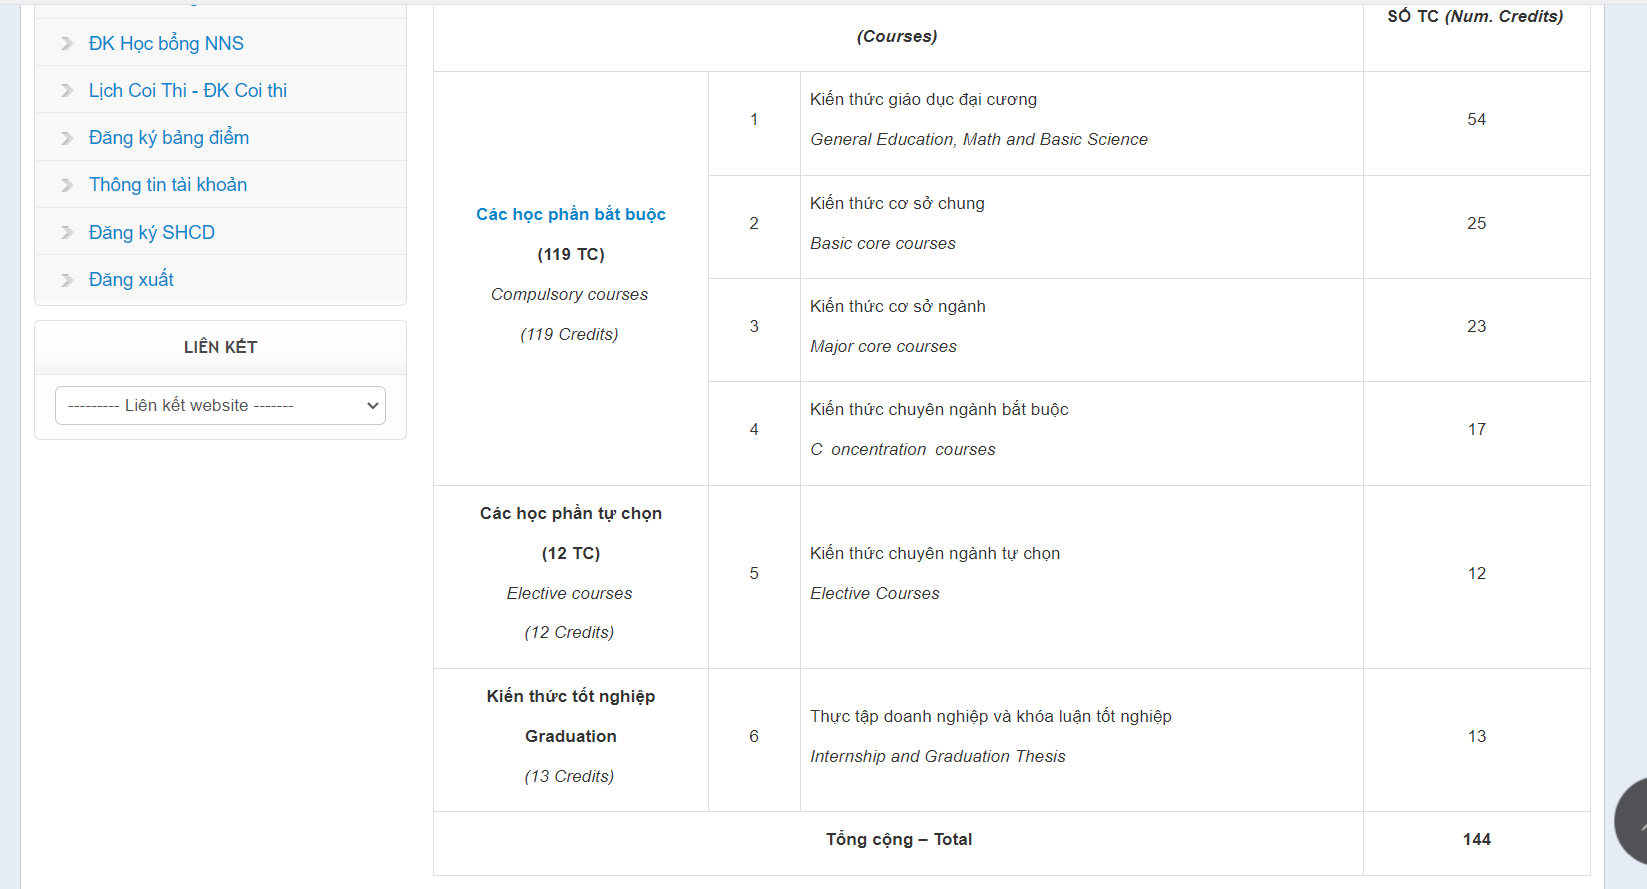 ĐK Học bổng NNS
Lịch Coi Thi - ĐK Coi thi
Đăng ký bảng điểm
Thông tin tài khoản
Đăng ký SHCD
Đăng xuất
LIÊN KẾT
--------- Liên kết website -------
(Courses)
SỐ TC (Num. Credits)
Các học phần bắt buộc
(119 TC)
Compulsory courses
(119 Credits)
1
Kiến thức giáo dục đại cương
General Education, Math and Basic Science
54
2
Kiến thức cơ sở chung
Basic core courses
25
3
Kiến thức cơ sở ngành
Major core courses
23
4
Kiến thức chuyên ngành bắt buộc
C oncentration courses
17
Các học phần tự chọn
(12 TC)
Elective courses
(12 Credits)
5
Kiến thức chuyên ngành tự chọn
Elective Courses
12
Kiến thức tốt nghiệp
Graduation
(13 Credits)
6
Thực tập doanh nghiệp và khóa luận tốt nghiệp
Internship and Graduation Thesis
13
Tổng cộng – Total
144